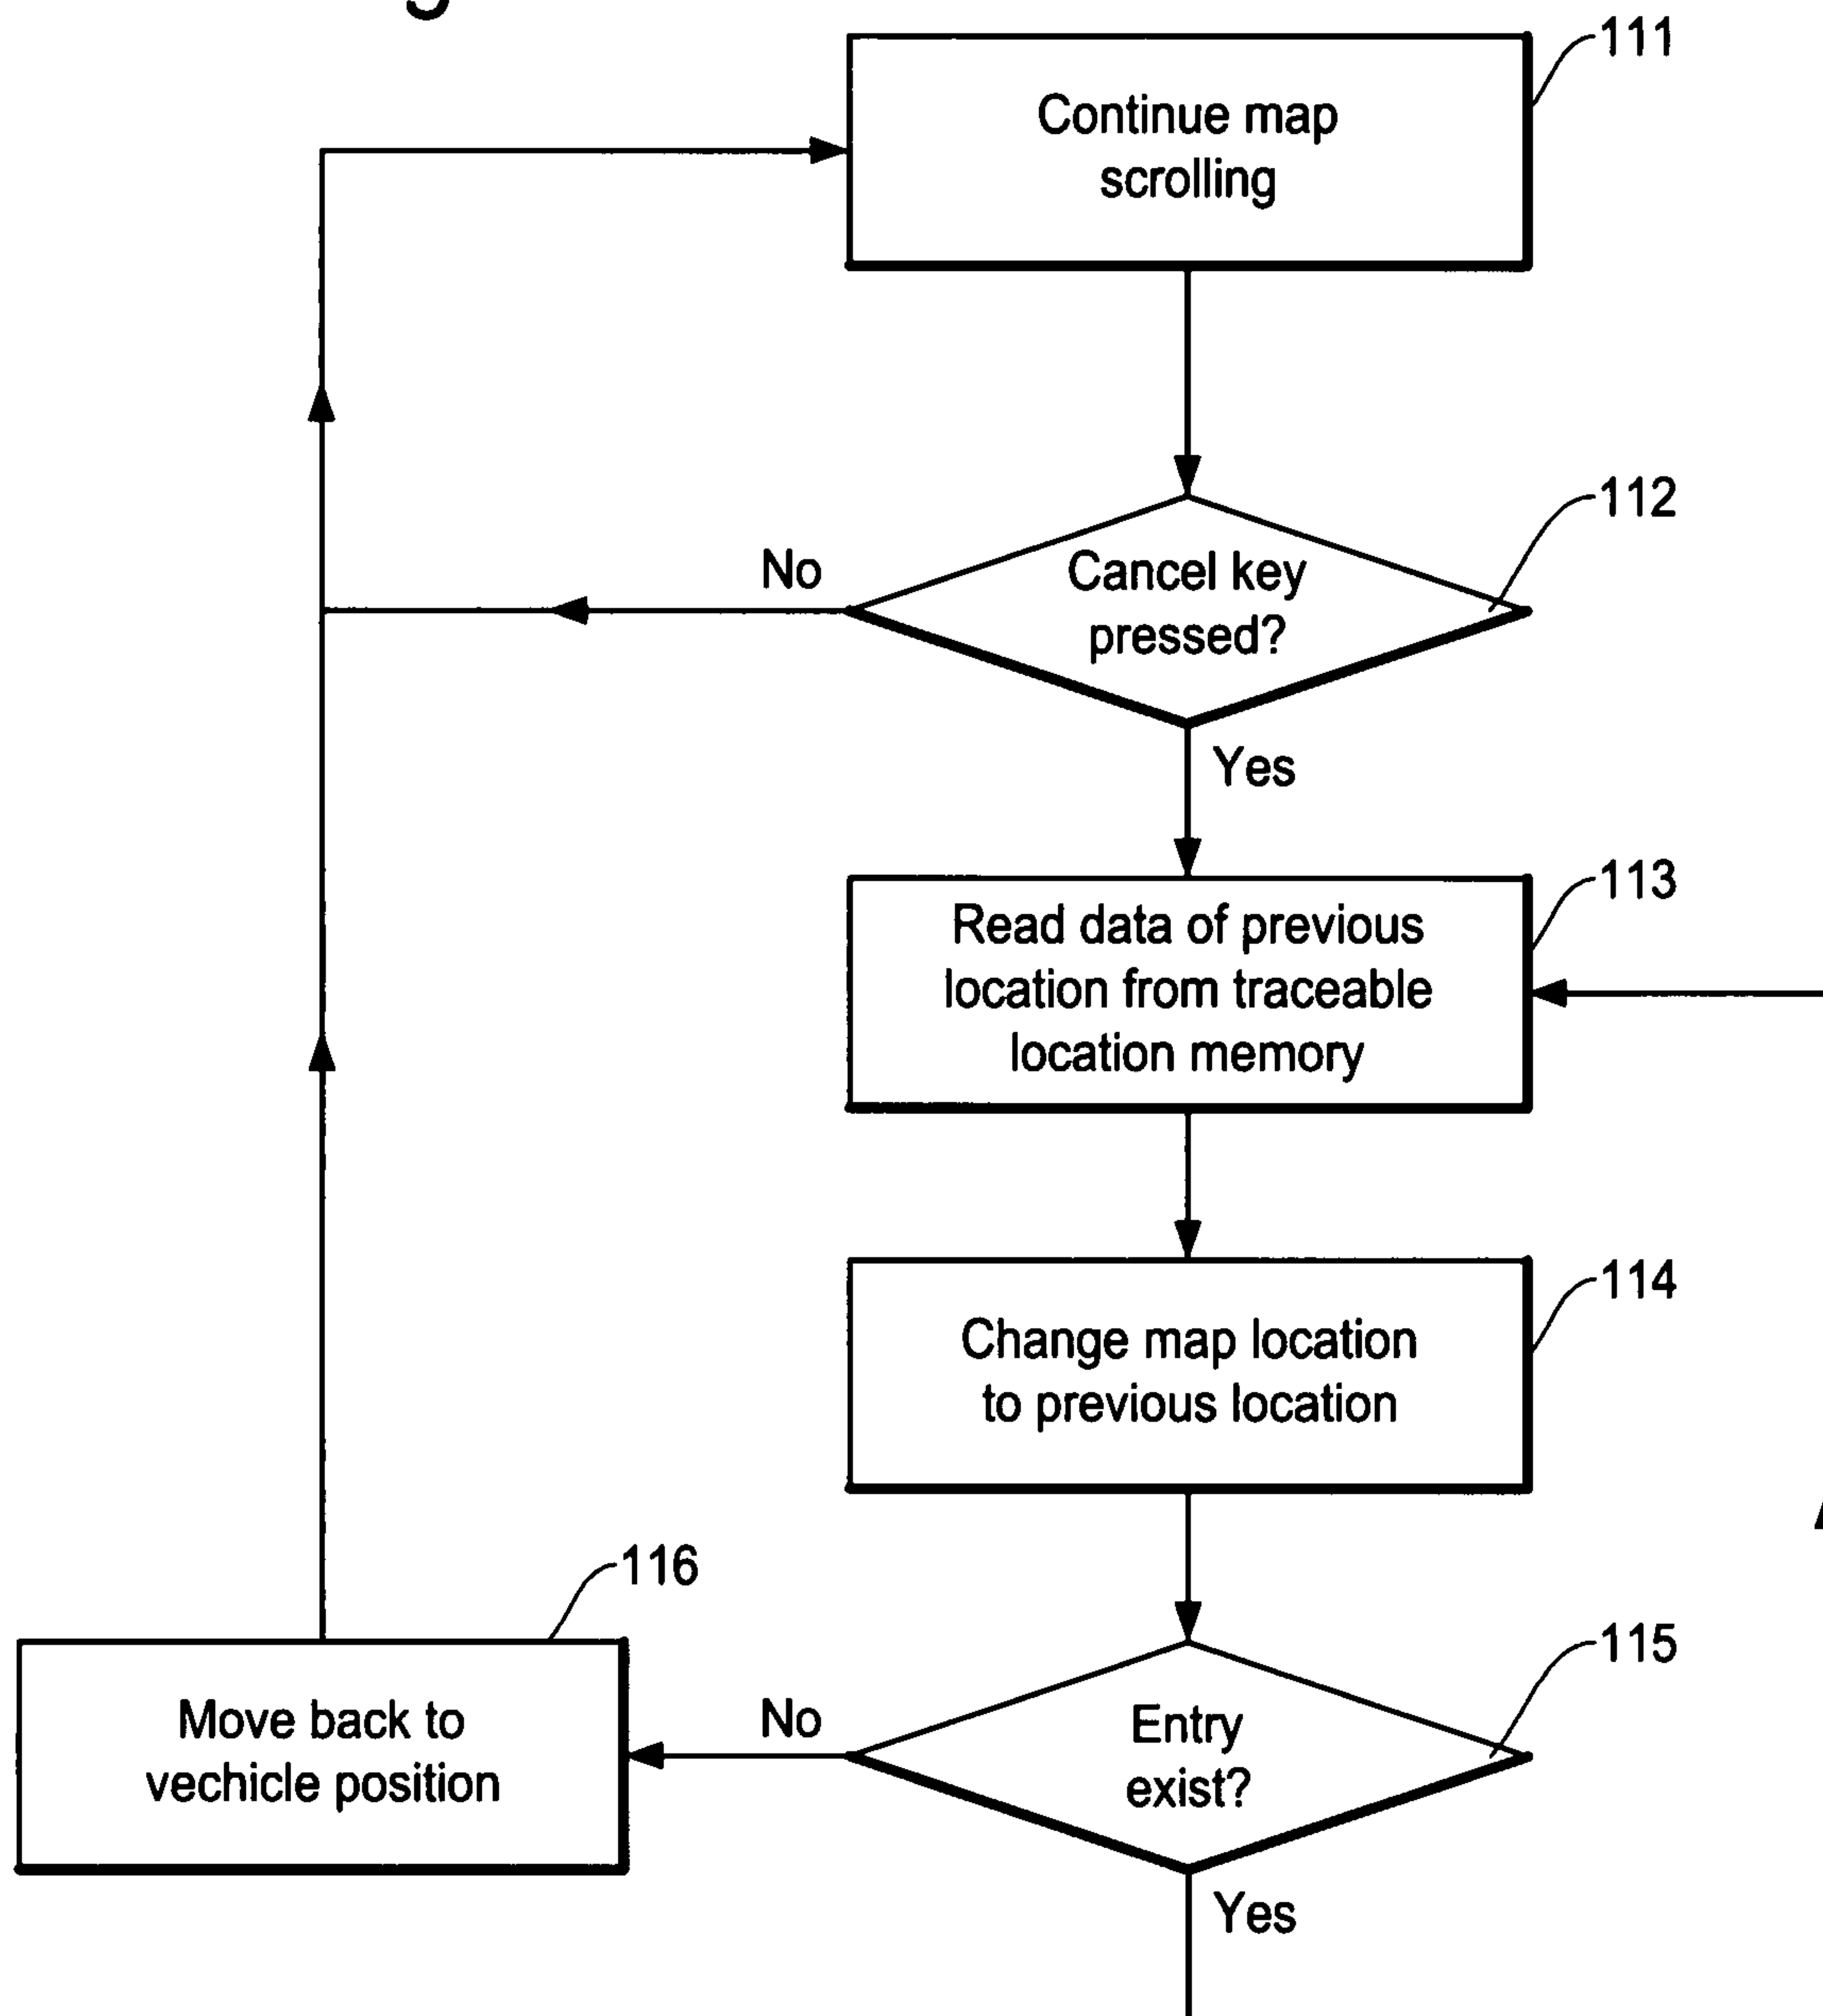 111
Continue map
scrolling
112
Cancel key
pressed?
No
Yes
113
Read data of previous
location from traceable
location memory
114
Change map location
to previous location
116
Move back to
vechicle position
115
Entry
exist?
No
Yes